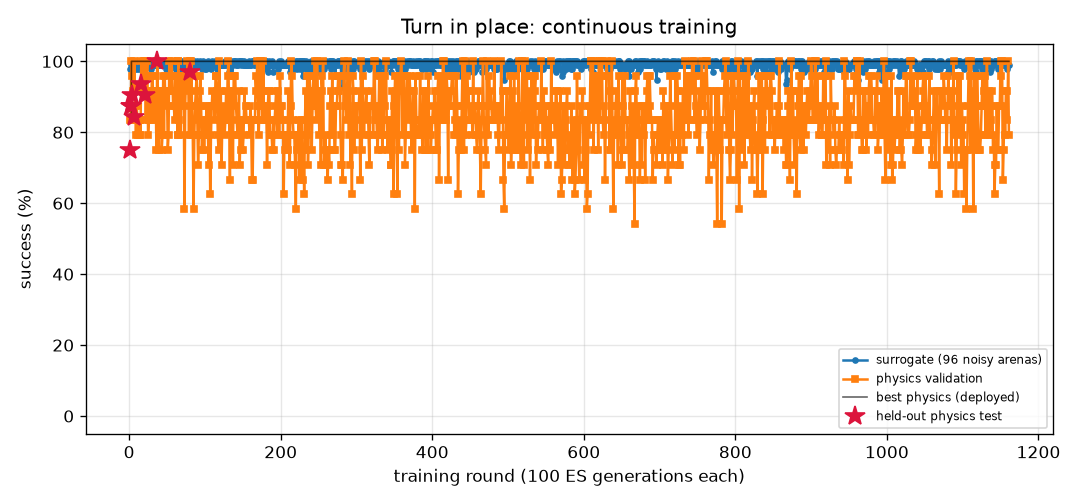 Turn in place: continuous training
success (%)
100
80
60
40
20
0
surrogate (96 noisy arenas)
physics validation
best physics (deployed)
held-out physics test
0 200 400 600 800 1000 1200
training round (100 ES generations each)